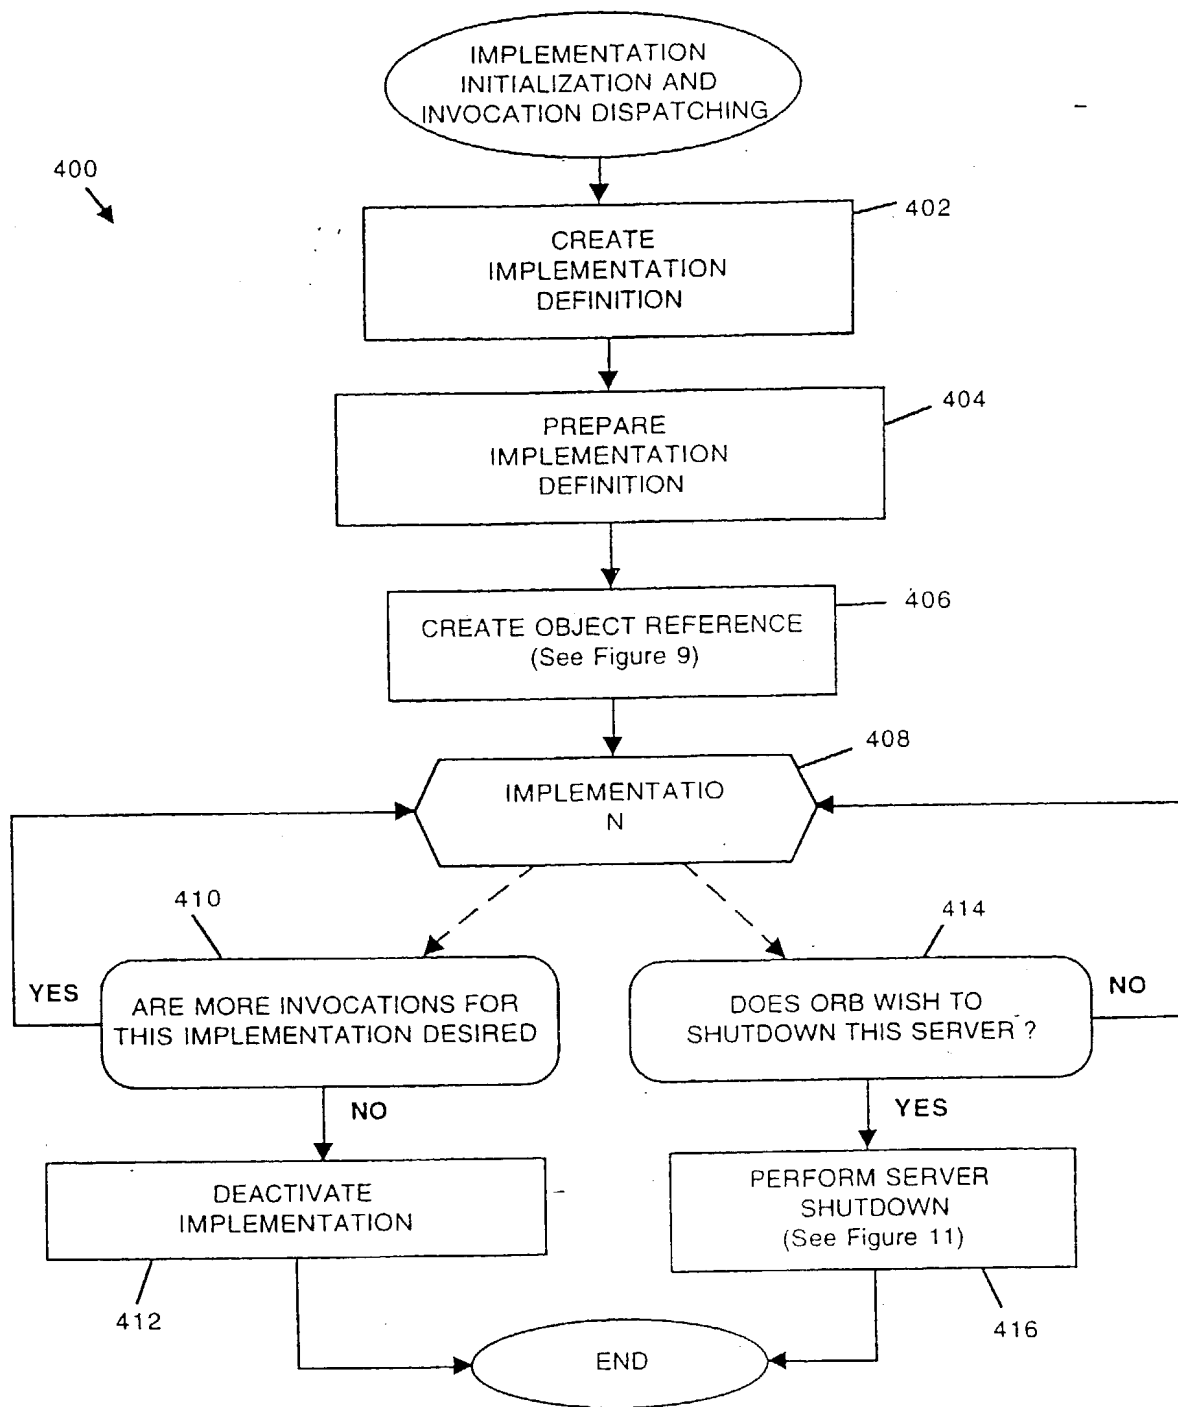 IMPLEMENTATION
INITIALIZATION AND
INVOCATION DISPATCHING
400
402
CREATE
IMPLEMENTATION
DEFINITION
404
PREPARE
IMPLEMENTATION
DEFINITION
406
CREATE OBJECT REFERENCE
(See Figure 9)
408
IMPLEMENTATIO
N
410
414
YES
ARE MORE INVOCATIONS FOR
THIS IMPLEMENTATION DESIRED
DOES ORB WISH TO
SHUTDOWN THIS SERVER ?
NO
NO
YES
DEACTIVATE
IMPLEMENTATION
PERFORM SERVER
SHUTDOWN
(See Figure 11)
412
416
END